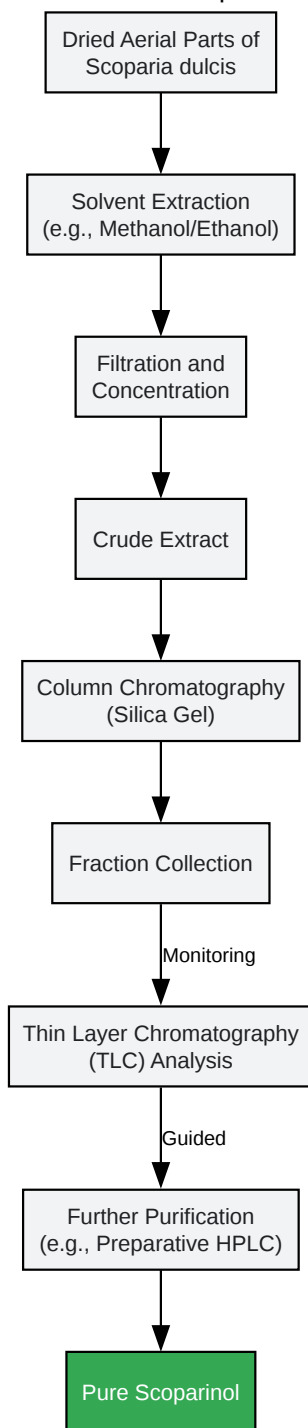 Dried Aerial Parts of
Scoparia dulcis
Solvent Extraction
(e.g., Methanol/Ethanol)
Filtration and
Concentration
Crude Extract
Column Chromatography
(Silica Gel)
Fraction Collection
Monitoring
Thin Layer Chromatography
(TLC) Analysis
Guided
Further Purification
(e.g., Preparative HPLC)
Pure Scoparinol